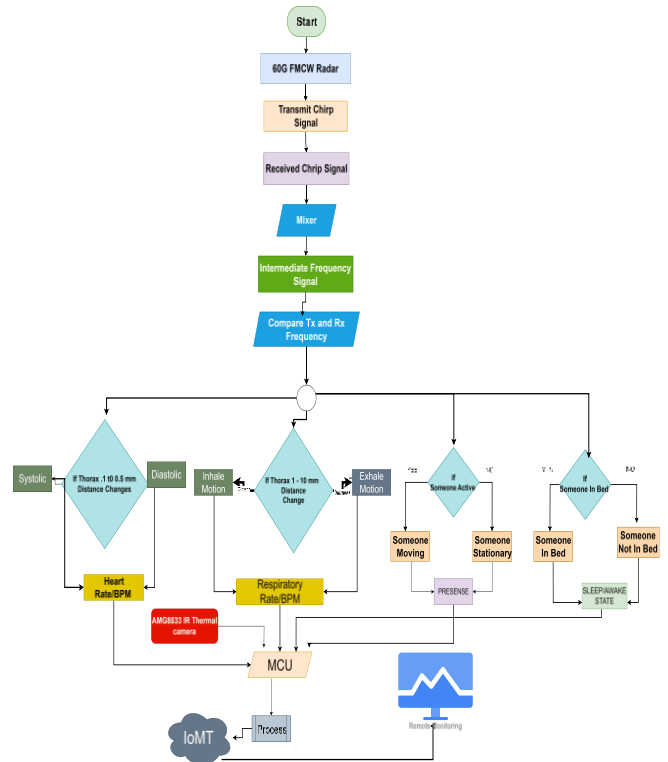 Start
60G FMCW Radar
Transmit Chirp
Signal
Received Chrip Signal
Mixer
Intermediate Frequency
Signal
Compare Tx and Rx
Frequency
Systolic
If Thorax .1 t0 0.5 mm
Distance Changes
Diastolic
Inhale
Motion
If Thorax 1 - 10 mm
Distance
Change
Exhale
Motion
If
Someone Active
If
Someone In Bed
NO
Someone
Moving
Someone
Stationary
Someone
In Bed
Someone
Not In Bed
Heart
Rate/BPM
Respiratory
Rate/BPM
PRESENSE
SLEEP/AWAKE
STATE
AMG8833 IR Thermal
camera
MCU
Process
IoMT
Remote Monitoring